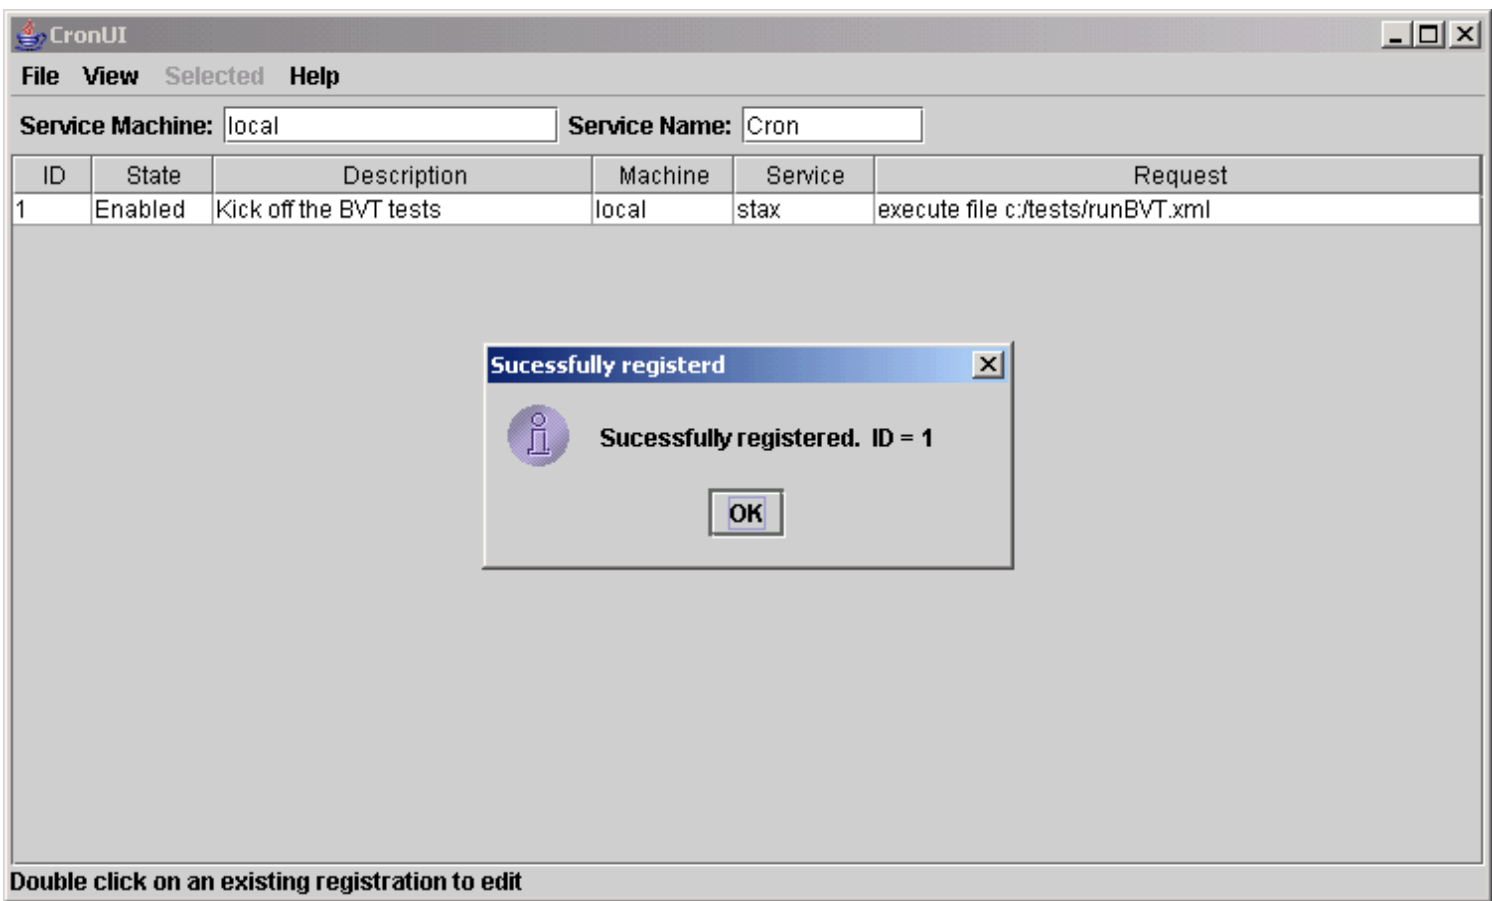 CronUI
File View Selected Help
Service Machine: local Service Name: Cron
ID State Description Machine Service Request
1 Enabled Kick off the BVT tests local stax execute file c:/tests/runBVT.xml
Sucessfully registerd
Sucessfully registered. ID = 1
OK
Double click on an existing registration to edit